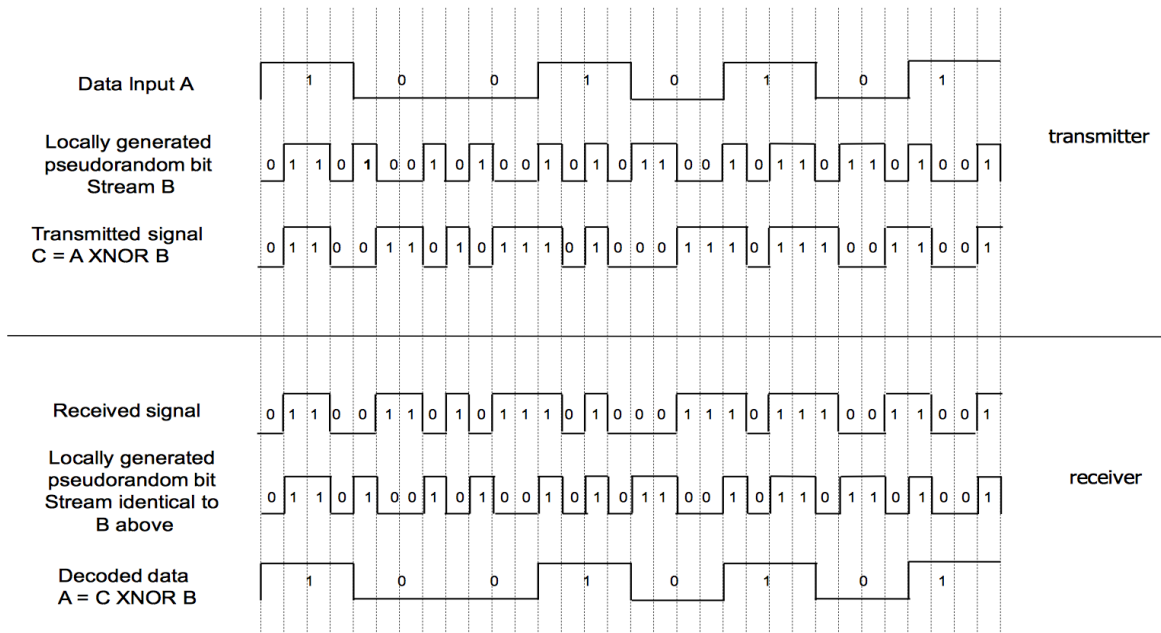 Data Input A
1 0 0 1 0 1 0 1
Locally generated
pseudorandom bit
Stream B
0 1 1 0 1 0 0 1 0 1 0 0 1 0 1 0 1 1 0 0 1 0 1 1 0 1 1 0 1 0 0 1
transmitter
Transmitted signal
C = A XNOR B
0 1 1 0 0 1 1 0 1 0 1 1 1 0 1 0 0 0 1 1 1 0 1 1 1 0 0 1 1 0 0 1
Received signal
0 1 1 0 0 1 1 0 1 0 1 1 1 0 1 0 0 0 1 1 1 0 1 1 1 0 0 1 1 0 0 1
Locally generated
pseudorandom bit
Stream identical to
B above
0 1 1 0 1 0 0 1 0 1 0 0 1 0 1 0 1 1 0 0 1 0 1 1 0 1 1 0 1 0 0 1
receiver
Decoded data
A = C XNOR B
1 0 0 1 0 1 0 1